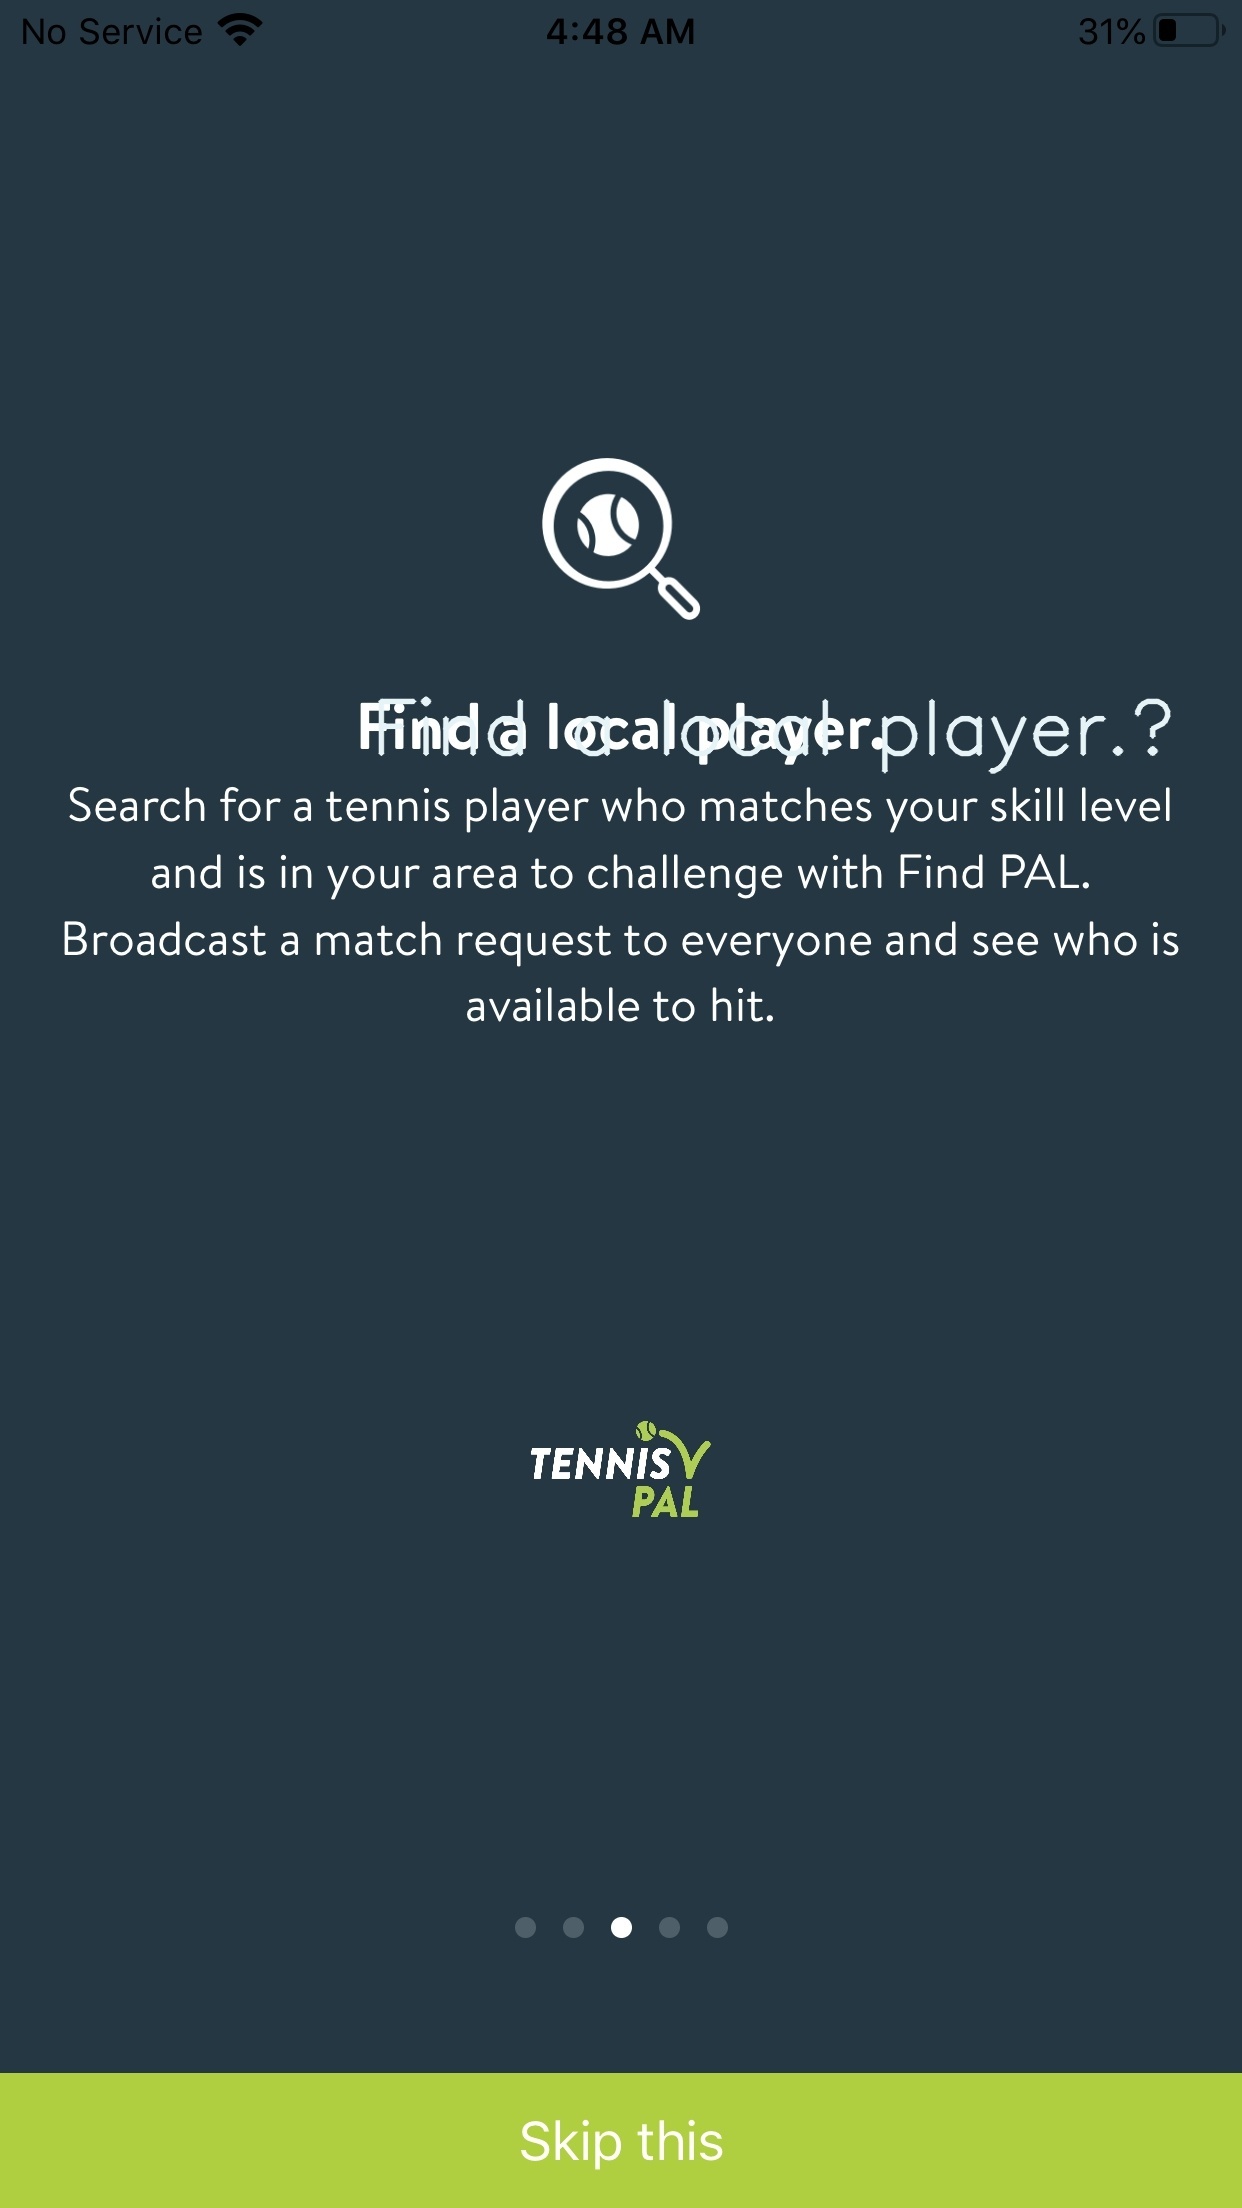 No Service 4:48 AM 31%
Find a local player.
Find a local player.?
Search for a tennis player who matches your skill level
and is in your area to challenge with Find PAL.
Broadcast a match request to everyone and see who is
available to hit.
TENNIS
PAL
Skip this